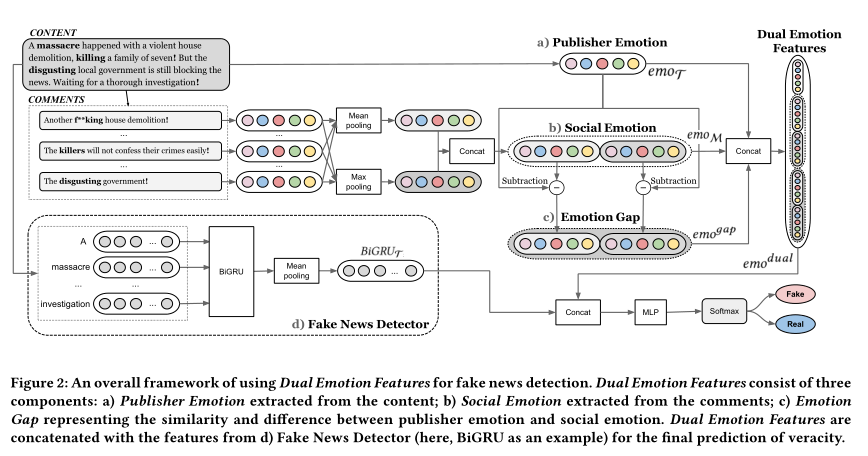 CONTENT
A massacre happened with a violent house
demolition, killing a family of seven! But the
disgusting local government is still blocking the
news. Waiting for a thorough investigation!
COMMENTS
Another f**king house demolition!
...
The killers will not confess their crimes easily!
...
The disgusting government!
...
...
Mean
pooling
Max
pooling
Concat
a) Publisher Emotion
emo𝒯
b) Social Emotion
emoℳ
Subtraction
−
−
Subtraction
c) Emotion Gap
emo^gap
Concat
Dual Emotion
Features
emo^dual
A
...
massacre
...
...
...
investigation
...
BiGRU
Mean
pooling
BiGRU𝒯
...
d) Fake News Detector
Concat
MLP
Softmax
Fake
Real
Figure 2: An overall framework of using Dual Emotion Features for fake news detection. Dual Emotion Features consist of three
components: a) Publisher Emotion extracted from the content; b) Social Emotion extracted from the comments; c) Emotion
Gap representing the similarity and difference between publisher emotion and social emotion. Dual Emotion Features are
concatenated with the features from d) Fake News Detector (here, BiGRU as an example) for the final prediction of veracity.